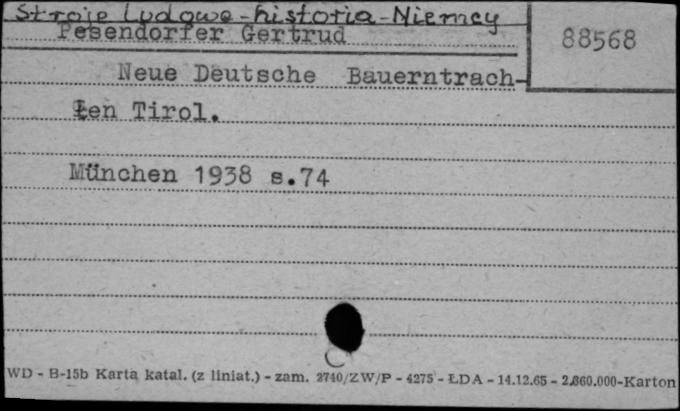 Stroje Ludowe - historia - Niemcy
Pesendorfer Gertrud
88568
Neue Deutsche Bauerntrach-
ten Tirol.
München 1938 s.74
WD - B-15b Karta katal. (z liniat.) - zam. 2740/ZW/P - 4275 - ŁDA - 14.12.65 - 2.860.000-Karton